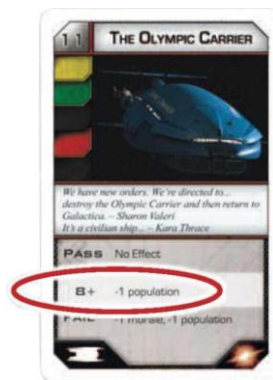 11 THE OLYMPIC CARRIER
We have new orders. We're directed to...
destroy the Olympic Carrier and then return to
Galactica. – Sharon Valeri
It's a civilian ship... – Kara Thrace
PASS No Effect
8+ -1 population
FAIL -1 morale, -1 population